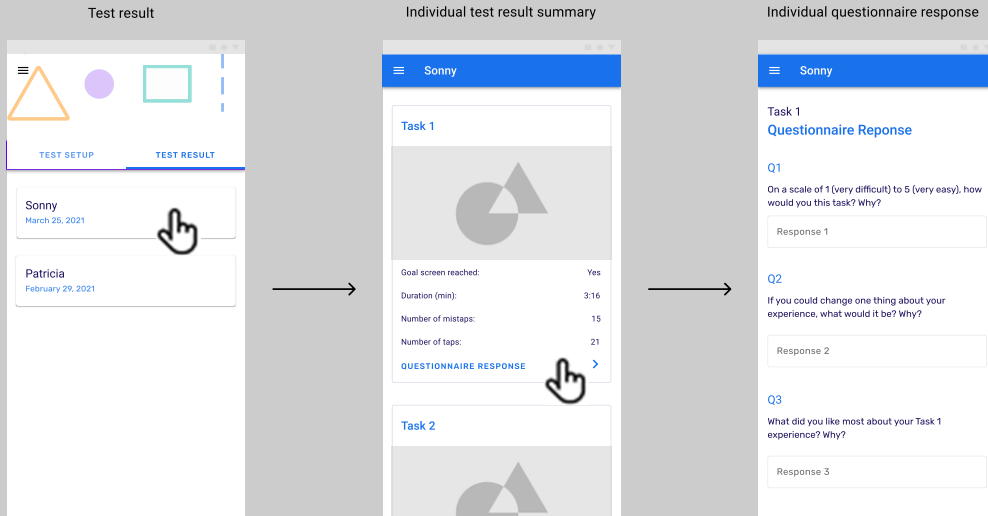 Test result
TEST SETUP
TEST RESULT
Sonny
March 25, 2021
Patricia
February 29, 2021
Individual test result summary
Sonny
Task 1
Goal screen reached: Yes
Duration (min): 3:16
Number of mistaps: 15
Number of taps: 21
QUESTIONNAIRE RESPONSE
Task 2
Individual questionnaire response
Sonny
Task 1
Questionnaire Reponse
Q1
On a scale of 1 (very difficult) to 5 (very easy), how
would you this task? Why?
Response 1
Q2
If you could change one thing about your
experience, what would it be? Why?
Response 2
Q3
What did you like most about your Task 1
experience? Why?
Response 3